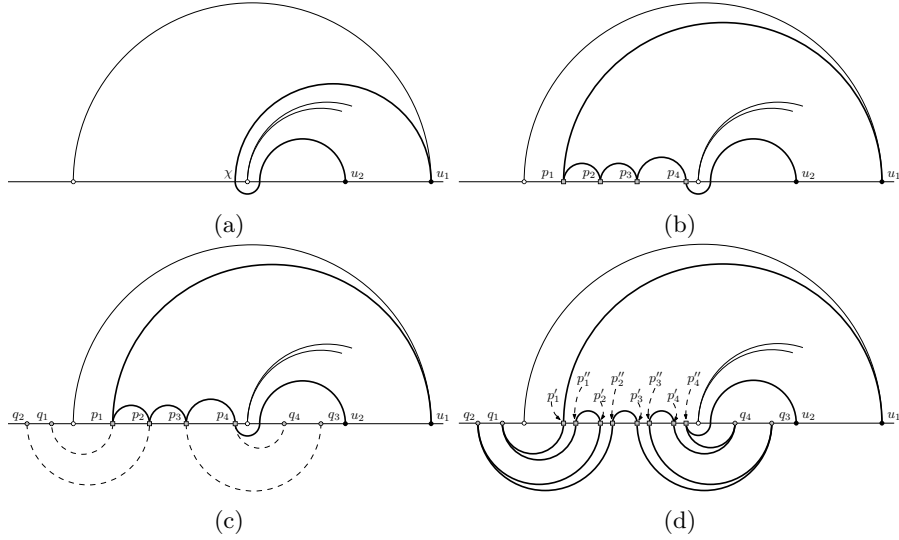 χ u₂ u₁
(a)
p₁ p₂ p₃ p₄ u₂ u₁
(b)
q₂ q₁ p₁ p₂ p₃ p₄ q₄ q₃ u₂ u₁
(c)
p″₁ p″₂ p″₃ p″₄
q₂ q₁ p′₁ p′₂ p′₃ p′₄ q₄ q₃ u₂ u₁
(d)